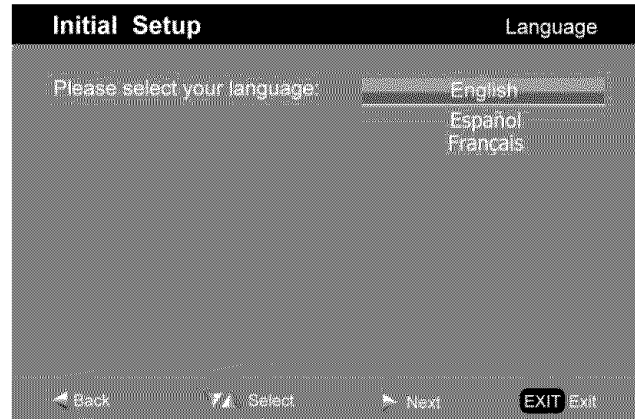 Initial Setup Language
Please select your language: English
Español
Français
Back Select Next EXIT Exit